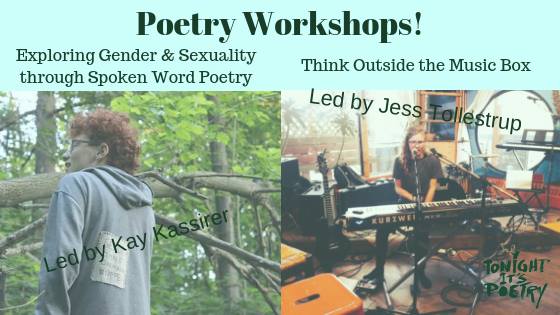 Poetry Workshops!
Exploring Gender & Sexuality
through Spoken Word Poetry
Think Outside the Music Box
Led by Jess Tollestrup
Led by Kay Kassirer
KURZWEIL
TONIGHT
IT'S
POETRY